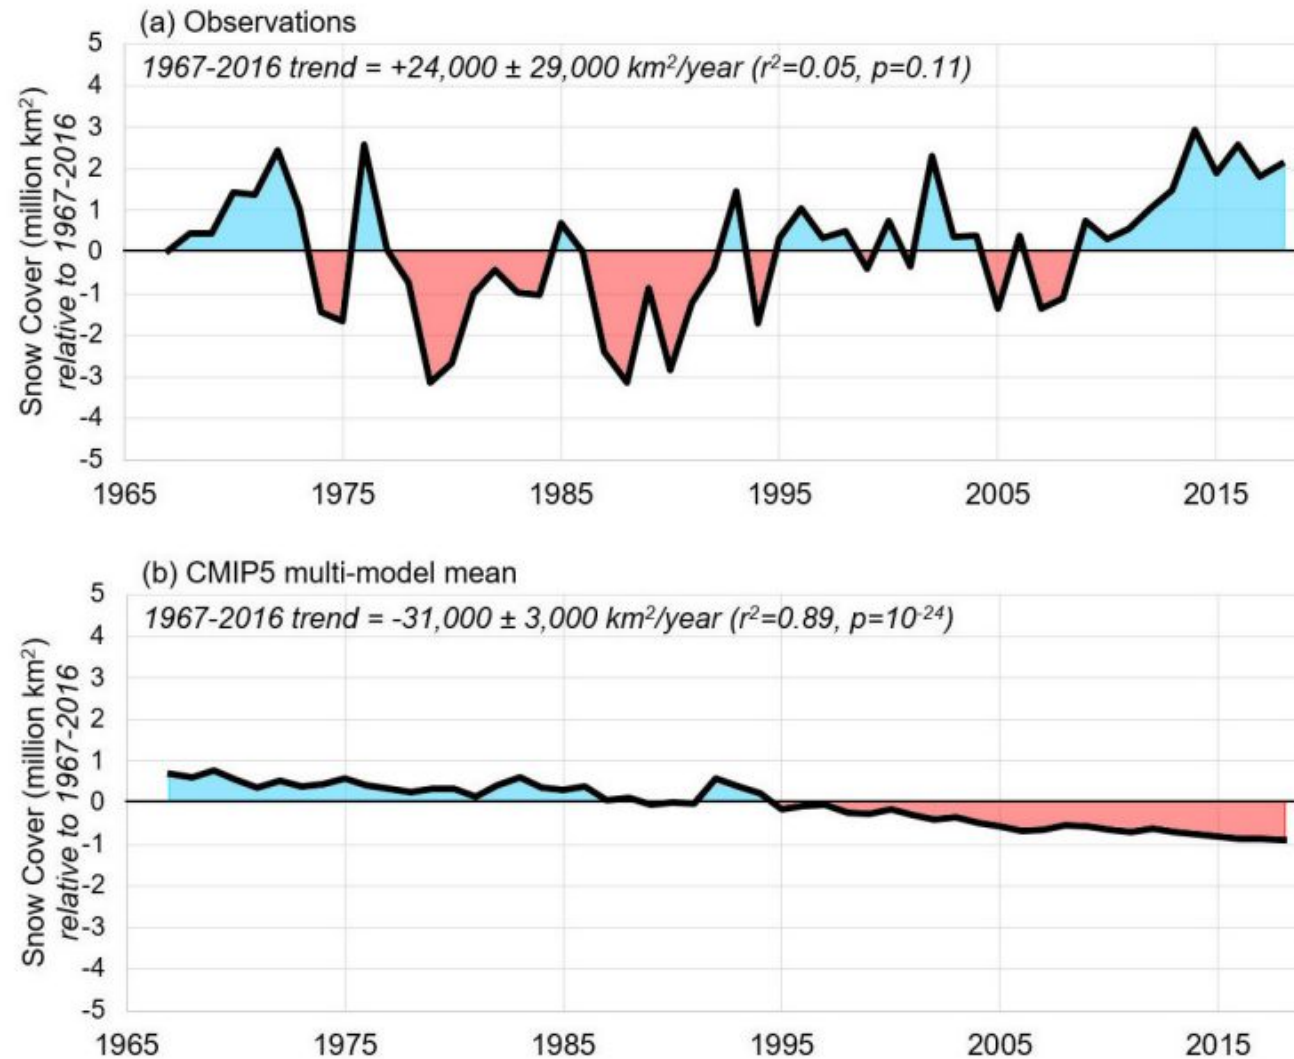 (a) Observations
1967-2016 trend = +24,000 ± 29,000 km²/year (r²=0.05, p=0.11)
Snow Cover (million km²)
relative to 1967-2016
5
4
3
2
1
0
-1
-2
-3
-4
-5
1965 1975 1985 1995 2005 2015
(b) CMIP5 multi-model mean
1967-2016 trend = -31,000 ± 3,000 km²/year (r²=0.89, p=10⁻²⁴)
Snow Cover (million km²)
relative to 1967-2016
5
4
3
2
1
0
-1
-2
-3
-4
-5
1965 1975 1985 1995 2005 2015